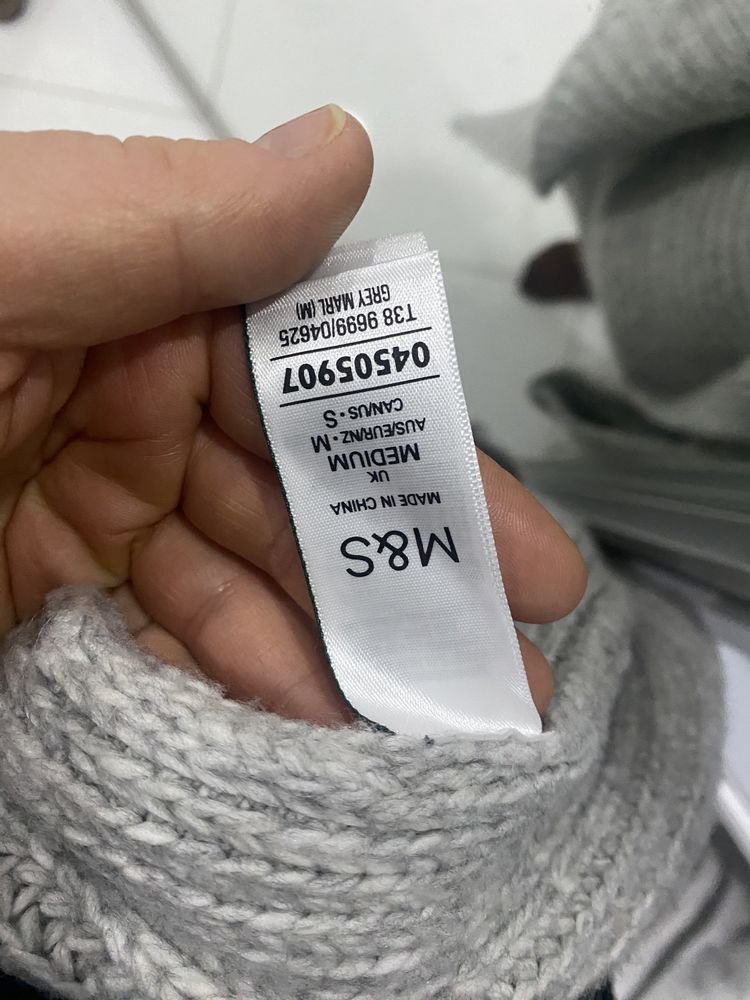 M&S
MADE IN CHINA
UK
MEDIUM
AUS/EUR/NZ • M
CAN/US • S
04505907
T38 9699/04625
GREY MARL (M)